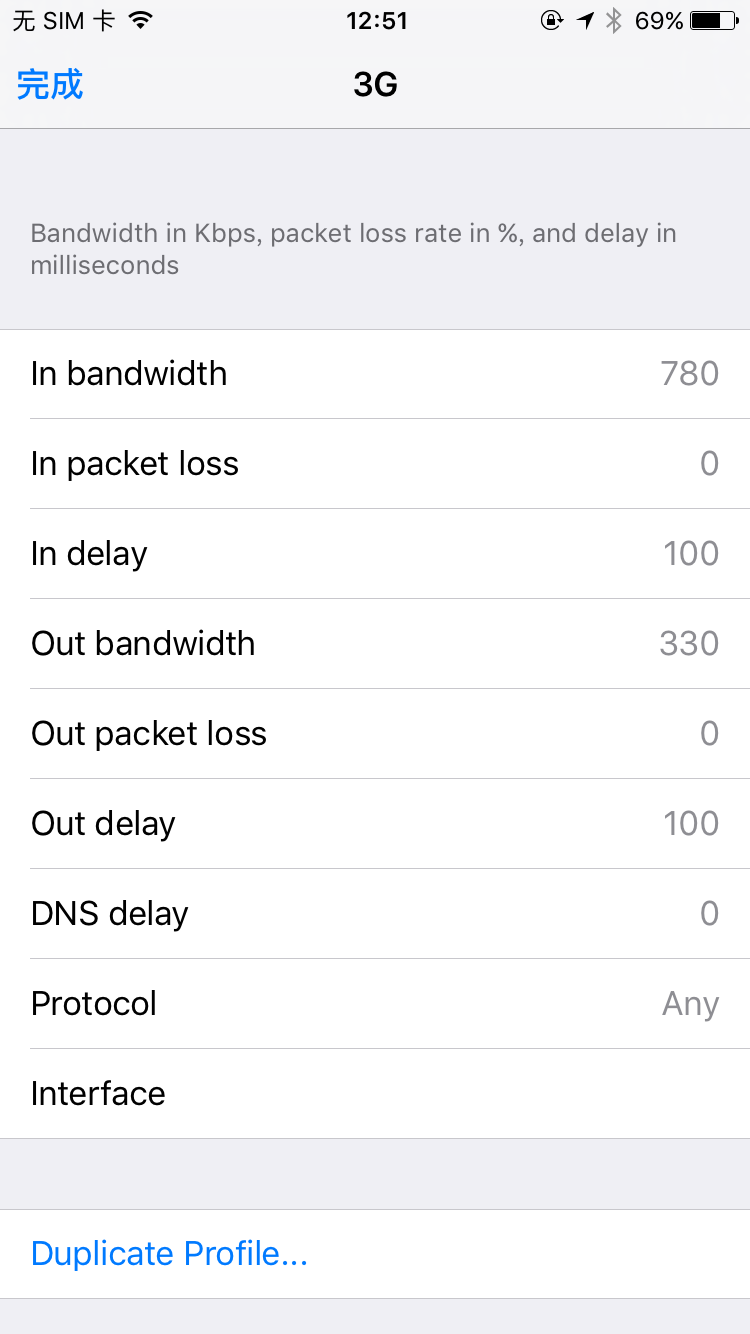 无 SIM 卡 12:51 69%
完成 3G
Bandwidth in Kbps, packet loss rate in %, and delay in
milliseconds
In bandwidth 780
In packet loss 0
In delay 100
Out bandwidth 330
Out packet loss 0
Out delay 100
DNS delay 0
Protocol Any
Interface
Duplicate Profile...